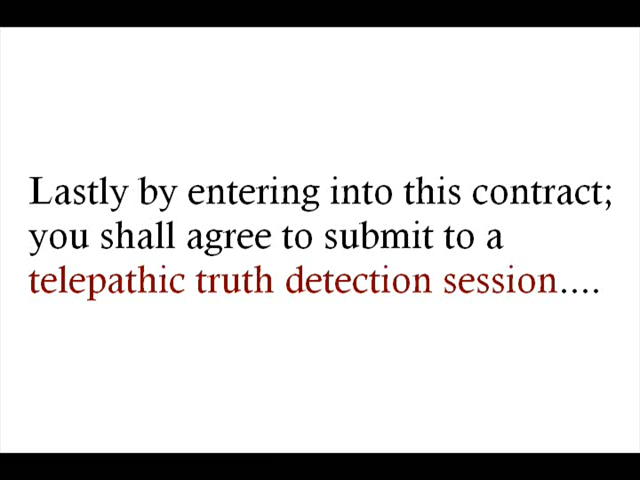 Lastly by entering into this contract;
you shall agree to submit to a
telepathic truth detection session....